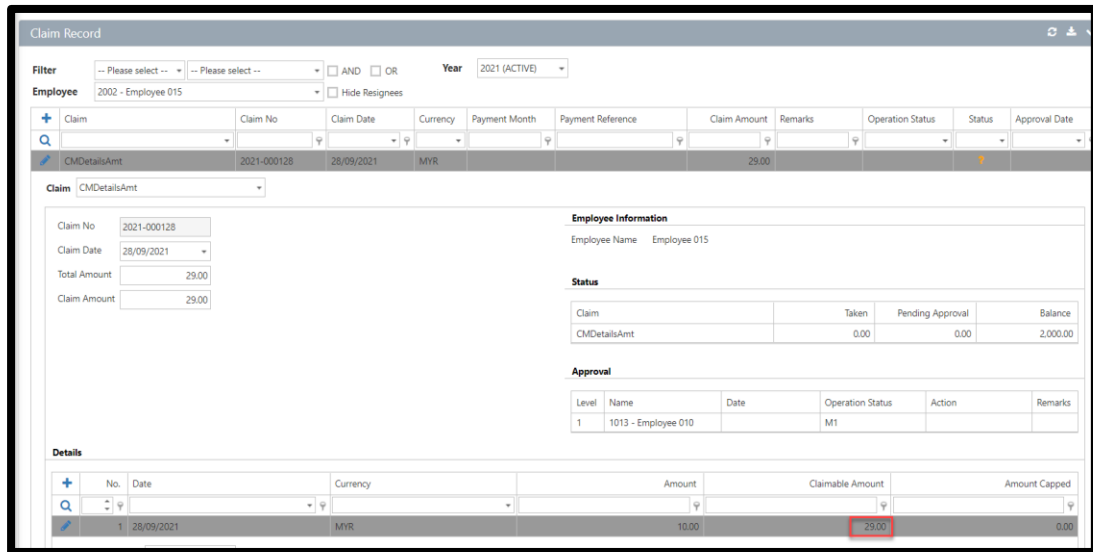 Claim Record
Filter -- Please select -- -- Please select -- AND OR Year 2021 (ACTIVE)
Employee 2002 - Employee 015 Hide Resignees
Claim Claim No Claim Date Currency Payment Month Payment Reference Claim Amount Remarks Operation Status Status Approval Date
CMDetailsAmt 2021-000128 28/09/2021 MYR 29.00 ?
Claim CMDetailsAmt
Claim No 2021-000128
Claim Date 28/09/2021
Total Amount 29.00
Claim Amount 29.00
Employee Information
Employee Name Employee 015
Status
Claim Taken Pending Approval Balance
CMDetailsAmt 0.00 0.00 2,000.00
Approval
Level Name Date Operation Status Action Remarks
1 1013 - Employee 010 M1
Details
No. Date Currency Amount Claimable Amount Amount Capped
1 28/09/2021 MYR 10.00 29.00 0.00